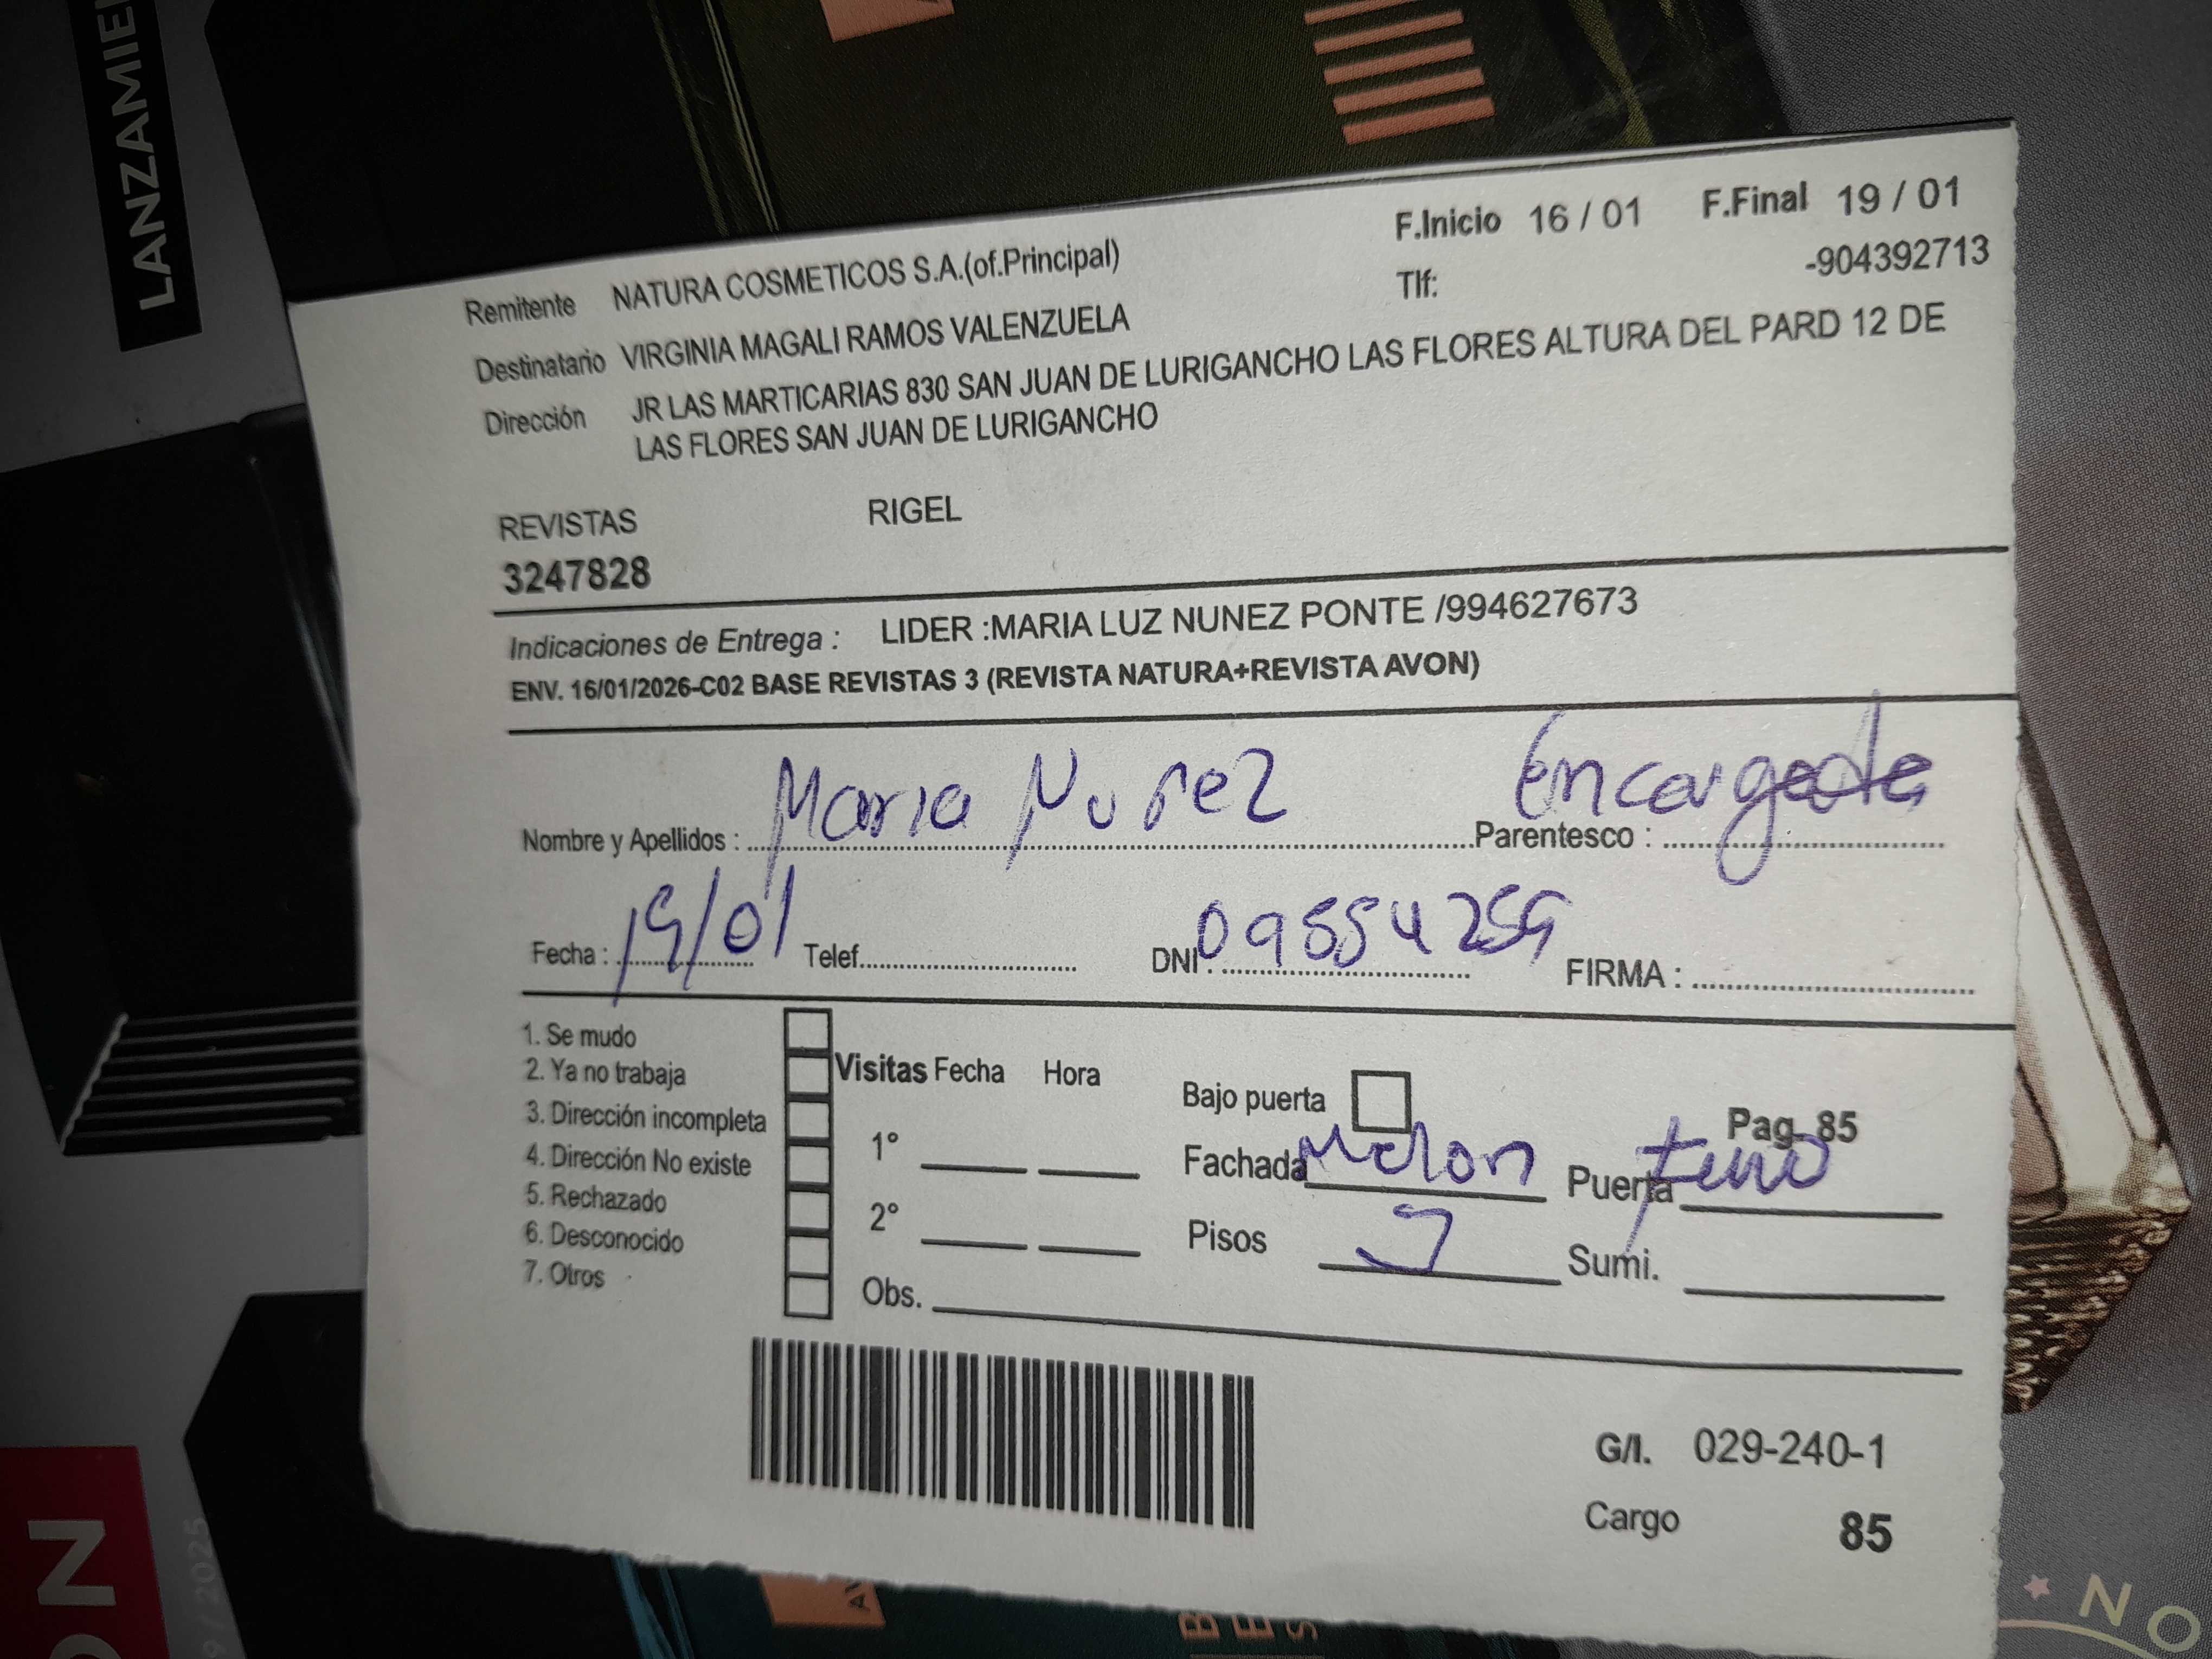 LANZAMIE
F.Inicio 16 / 01 F.Final 19 / 01
Remitente NATURA COSMETICOS S.A.(of.Principal) Tlf: -904392713
Destinatario VIRGINIA MAGALI RAMOS VALENZUELA
Dirección JR LAS MARTICARIAS 830 SAN JUAN DE LURIGANCHO LAS FLORES ALTURA DEL PARD 12 DE
LAS FLORES SAN JUAN DE LURIGANCHO
REVISTAS RIGEL
3247828
Indicaciones de Entrega : LIDER :MARIA LUZ NUNEZ PONTE /994627673
ENV. 16/01/2026-C02 BASE REVISTAS 3 (REVISTA NATURA+REVISTA AVON)
Nombre y Apellidos : Maria Nuñez Parentesco : Encargada
Fecha : 19/01 Telef. DNI : FIRMA :
1. Se mudo
2. Ya no trabaja
3. Dirección incompleta
4. Dirección No existe
5. Rechazado
6. Desconocido
7. Otros
Visitas Fecha Hora
1°
2°
Obs.
Bajo puerta Pag. 85
Fachada Melon Puerta
Pisos Sumi.
G/I. 029-240-1
Cargo 85
ON
9 / 2025
NO